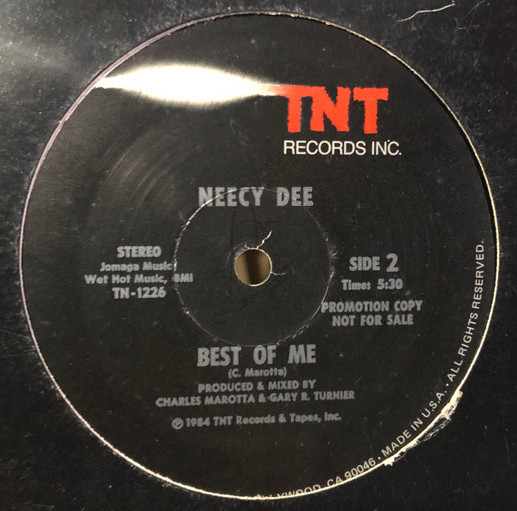 TNT
RECORDS INC.
NEECY DEE
STEREO
Jomaga Music
Wet Hot Music, BMI
TN-1226
SIDE 2
Time: 5:30
PROMOTION COPY
NOT FOR SALE
BEST OF ME
(C. Marotta)
PRODUCED & MIXED BY
CHARLES MAROTTA & GARY R. TURNIER
℗ 1984 TNT Records & Tapes, Inc.
CA 90046 • MADE IN U.S.A. • ALL RIGHTS RESERVED.